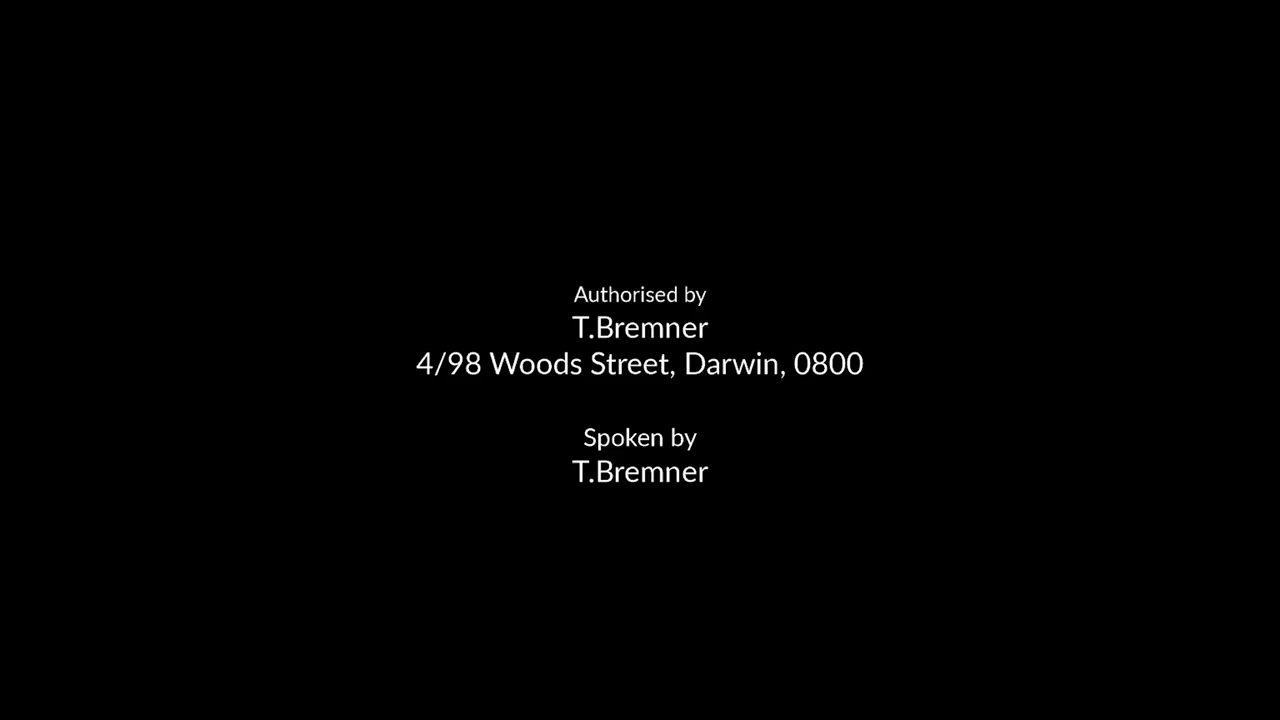 Authorised by
T.Bremner
4/98 Woods Street, Darwin, 0800
Spoken by
T.Bremner